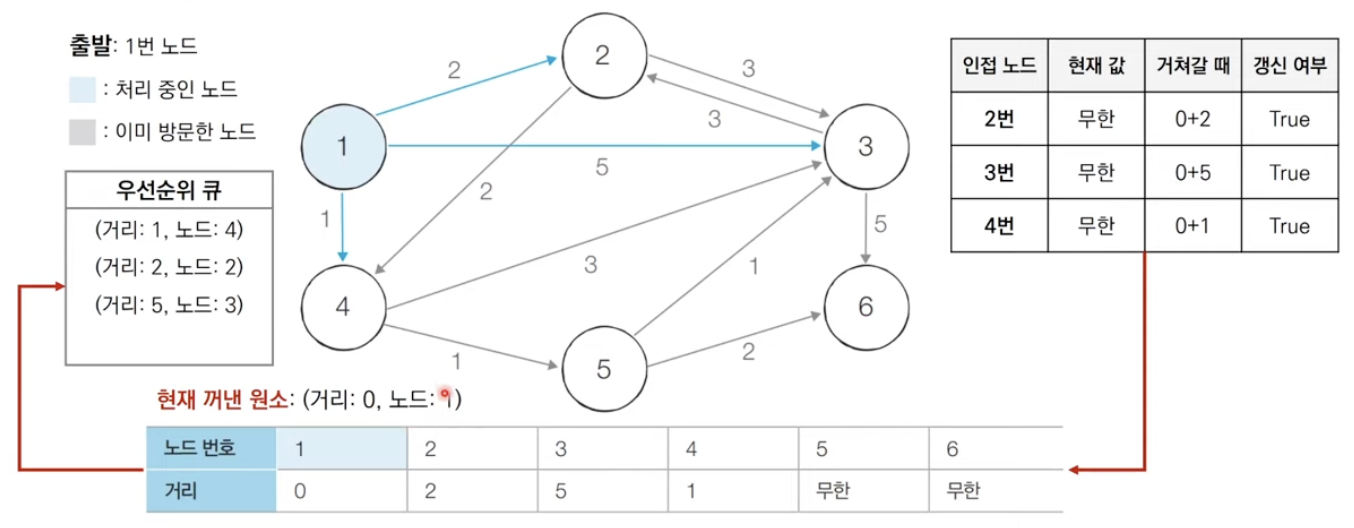 출발: 1번 노드
: 처리 중인 노드
: 이미 방문한 노드
우선순위 큐
(거리: 1, 노드: 4)
(거리: 2, 노드: 2)
(거리: 5, 노드: 3)
1
2
3
4
5
6
2
5
1
3
3
2
3
1
1
2
5
인접 노드 현재 값 거쳐갈 때 갱신 여부
2번 무한 0+2 True
3번 무한 0+5 True
4번 무한 0+1 True
현재 꺼낸 원소: (거리: 0, 노드: 1)
노드 번호 1 2 3 4 5 6
거리 0 2 5 1 무한 무한